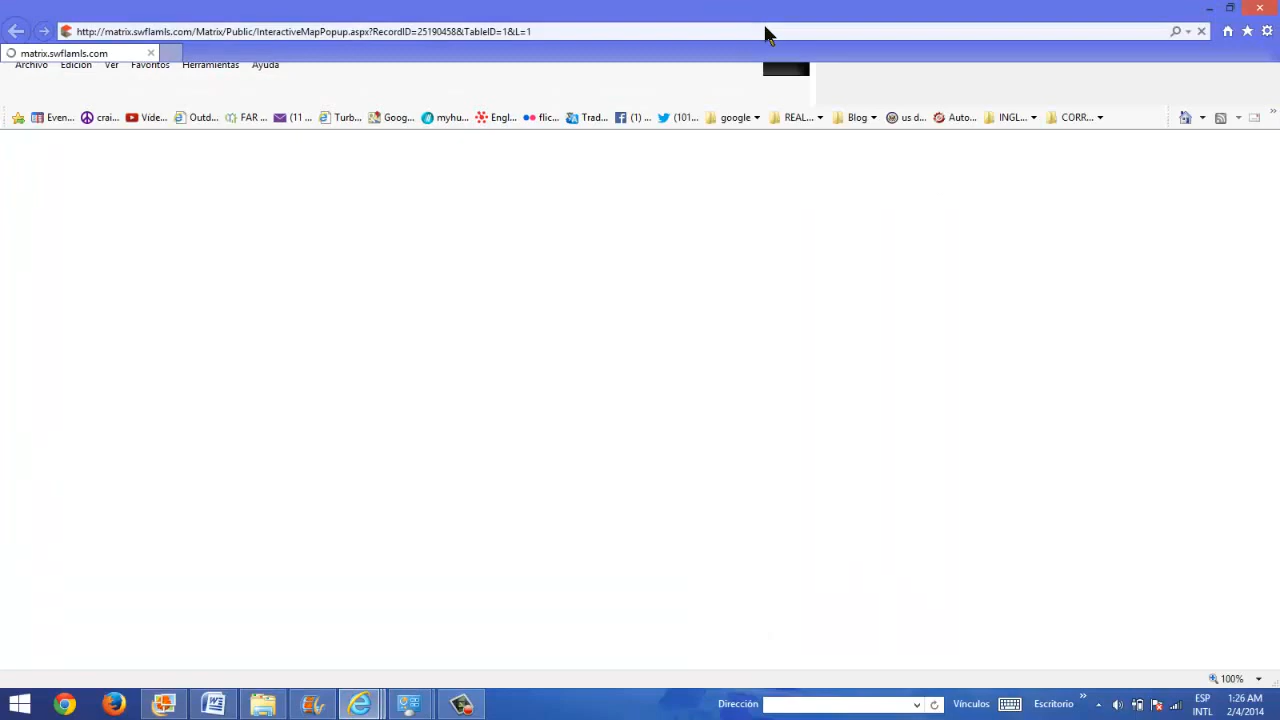 http://matrix.swflamls.com/Matrix/Public/InteractiveMapPopup.aspx?RecordID=25190458&TableID=1&L=1
matrix.swflamls.com
Archivo Edición Ver Favoritos Herramientas Ayuda
Even... crai... Vide... Outd... FAR ... (11 ... Turb... Goog... myhu... Engl... flic... Trad... (1) ... (101... google REAL... Blog us d... Auto... INGL... CORR...
100%
Dirección Vínculos Escritorio
ESP 1:26 AM
INTL 2/4/2014